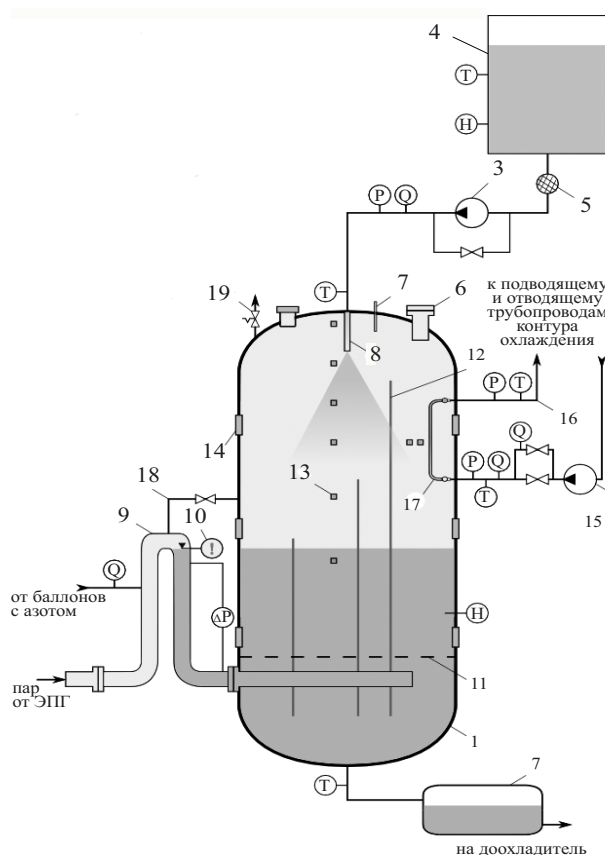 4
T
H
3
5
P
Q
T
19
7
6
8
к подводящему
и отводящему
трубопроводам
контура
охлаждения
12
P
T
16
14
Q
P
Q
T
17
15
13
18
9
10
!
Q
от баллонов
с азотом
ΔP
H
11
пар
от ЭПГ
1
T
7
на доохладитель